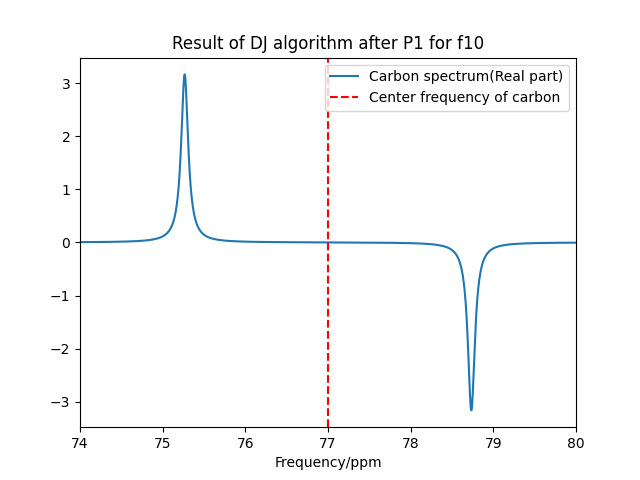 Result of DJ algorithm after P1 for f10
Carbon spectrum(Real part)
Center frequency of carbon
3
2
1
0
−1
−2
−3
74 75 76 77 78 79 80
Frequency/ppm